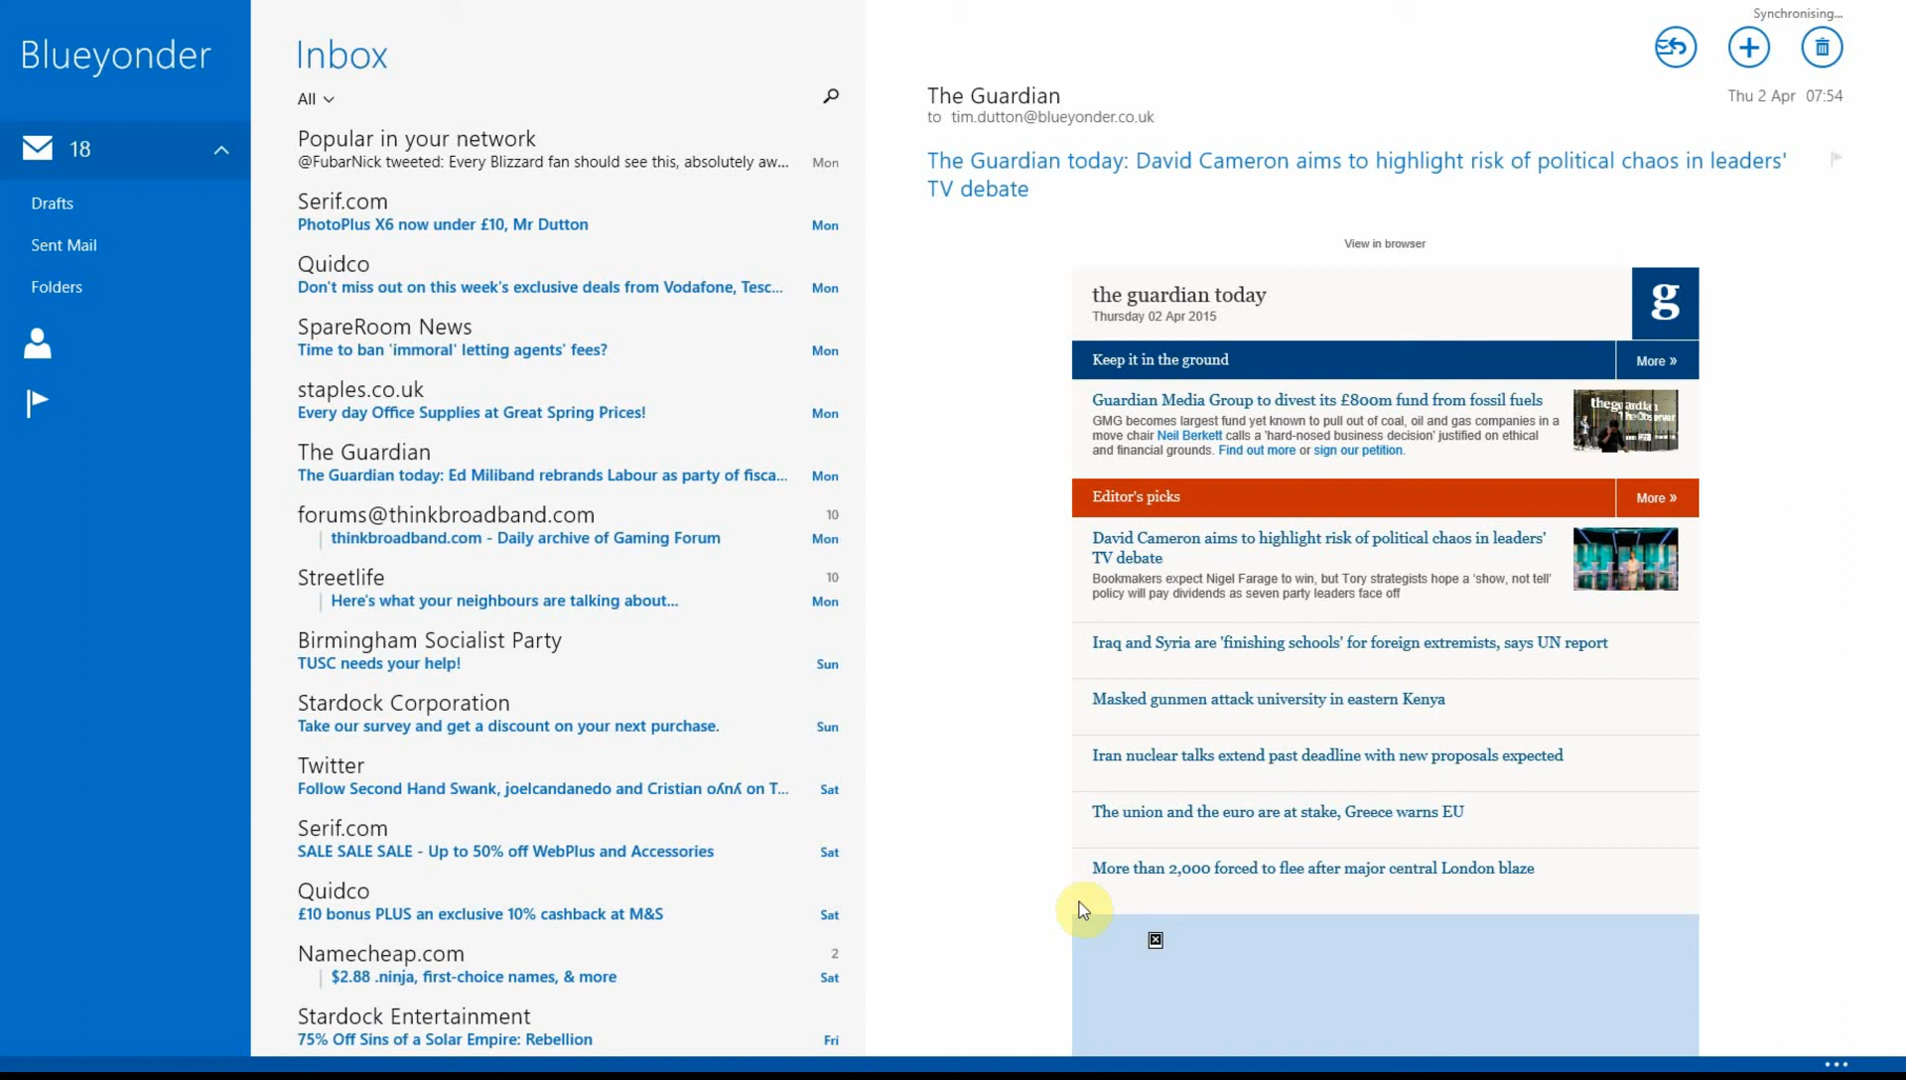 Blueyonder
18
Drafts
Sent Mail
Folders
Inbox
All
Popular in your network
@FubarNick tweeted: Every Blizzard fan should see this, absolutely aw...
Mon
Serif.com
PhotoPlus X6 now under £10, Mr Dutton
Mon
Quidco
Don't miss out on this week's exclusive deals from Vodafone, Tesc...
Mon
SpareRoom News
Time to ban 'immoral' letting agents' fees?
Mon
staples.co.uk
Every day Office Supplies at Great Spring Prices!
Mon
The Guardian
The Guardian today: Ed Miliband rebrands Labour as party of fisca...
Mon
forums@thinkbroadband.com
10
thinkbroadband.com - Daily archive of Gaming Forum
Mon
Streetlife
10
Here's what your neighbours are talking about...
Mon
Birmingham Socialist Party
TUSC needs your help!
Sun
Stardock Corporation
Take our survey and get a discount on your next purchase.
Sun
Twitter
Follow Second Hand Swank, joelcandanedo and Cristian oʎnʎ on T...
Sat
Serif.com
SALE SALE SALE - Up to 50% off WebPlus and Accessories
Sat
Quidco
£10 bonus PLUS an exclusive 10% cashback at M&S
Sat
Namecheap.com
2
$2.88 .ninja, first-choice names, & more
Sat
Stardock Entertainment
75% Off Sins of a Solar Empire: Rebellion
Fri
Synchronising...
The Guardian
Thu 2 Apr 07:54
to tim.dutton@blueyonder.co.uk
The Guardian today: David Cameron aims to highlight risk of political chaos in leaders'
TV debate
View in browser
the guardian today
Thursday 02 Apr 2015
g
Keep it in the ground
More »
Guardian Media Group to divest its £800m fund from fossil fuels
GMG becomes largest fund yet known to pull out of coal, oil and gas companies in a
move chair Neil Berkett calls a 'hard-nosed business decision' justified on ethical
and financial grounds. Find out more or sign our petition.
theguardian
The Observer
Editor's picks
More »
David Cameron aims to highlight risk of political chaos in leaders'
TV debate
Bookmakers expect Nigel Farage to win, but Tory strategists hope a 'show, not tell'
policy will pay dividends as seven party leaders face off
Iraq and Syria are 'finishing schools' for foreign extremists, says UN report
Masked gunmen attack university in eastern Kenya
Iran nuclear talks extend past deadline with new proposals expected
The union and the euro are at stake, Greece warns EU
More than 2,000 forced to flee after major central London blaze